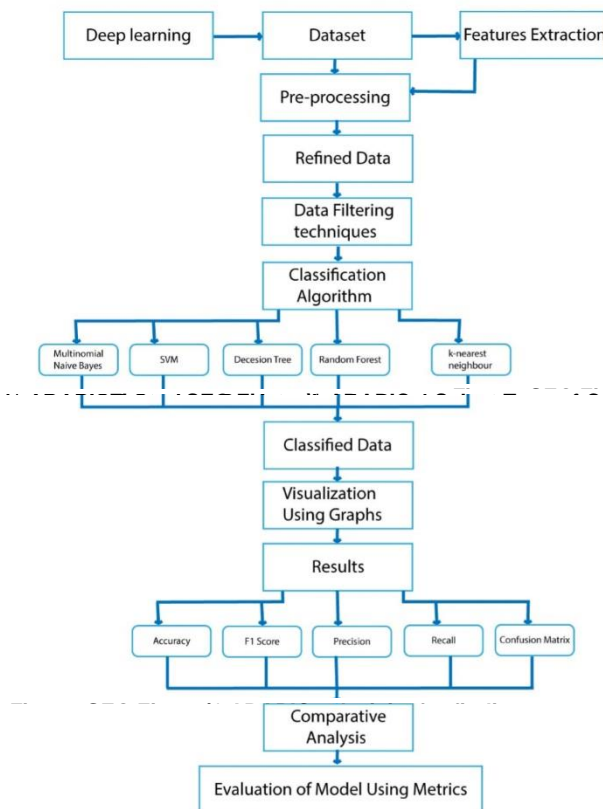 Deep learning
Dataset
Features Extraction
Pre-processing
Refined Data
Data Filtering
techniques
Classification
Algorithm
Multinomial
Naive Bayes
SVM
Decesion Tree
Random Forest
k-nearest
neighbour
Classified Data
Visualization
Using Graphs
Results
Accuracy
F1 Score
Precision
Recall
Confusion Matrix
Comparative
Analysis
Evaluation of Model Using Metrics